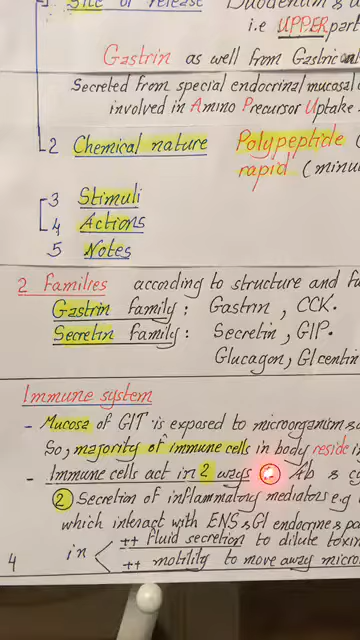 Site of release Duodenum &
i.e UPPER part
Gastrin as well from Gastric
Secreted from special endocrinal mucosal
involved in Amino Precursor Uptake
2 Chemical nature Polypeptide (
rapid (minu
3 Stimuli
4 Actions
5 Notes
2 Families according to structure and fu
Gastrin family: Gastrin, CCK.
Secretin family: Secretin, GIP.
Glucagon, Glicentin
Immune system
- Mucosa of GIT is exposed to microorganisms &
So, majority of immune cells in body reside i
- Immune cells act in 2 ways Ab & c
2 Secretion of inflammatory mediators e.g
which interact with ENS & GI endocrine & pa
in ++ fluid secretion to dilute toxin
++ motility to move away micro
4